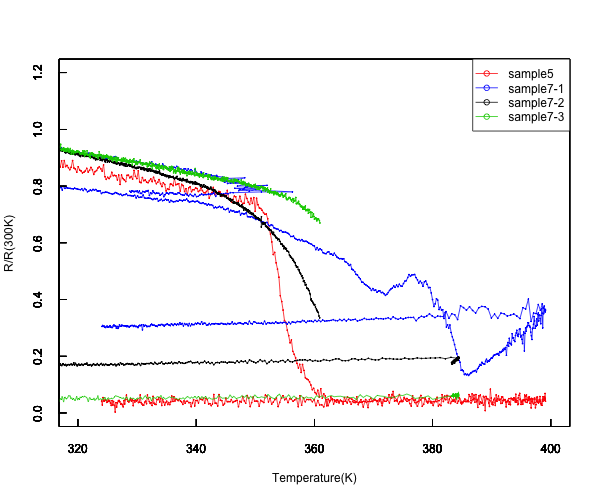 sample5
sample7-1
sample7-2
sample7-3
1.2
1.0
0.8
0.6
0.4
0.2
0.0
R/R(300K)
320 340 360 380 400
Temperature(K)